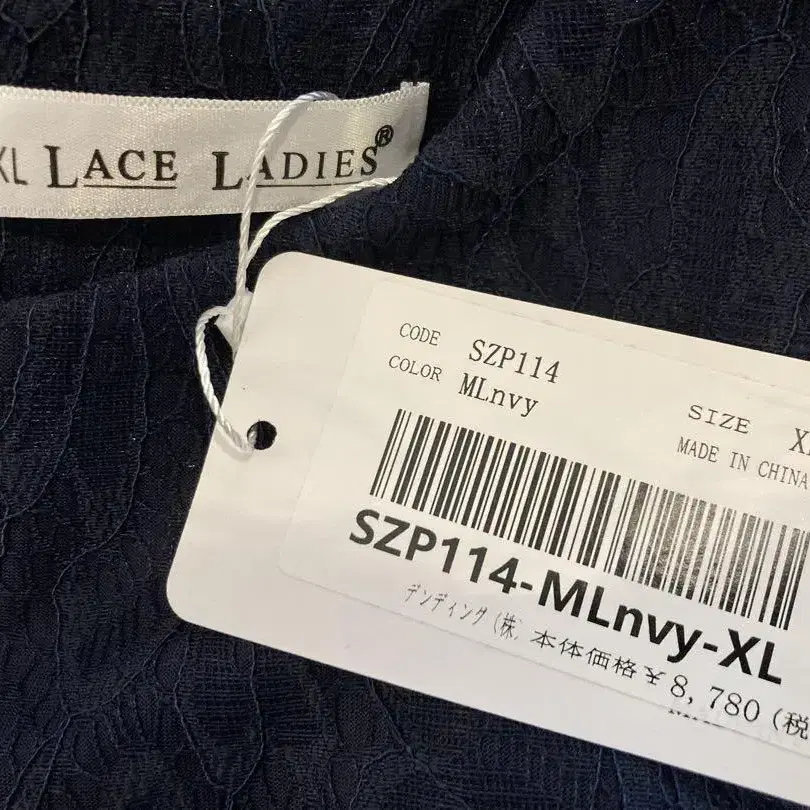 XL LACE LADIES®
CODE SZP114
COLOR MLnvy
SIZE XL
MADE IN CHINA
SZP114-MLnvy-XL
デンディング(株) 本体価格¥8,780(税